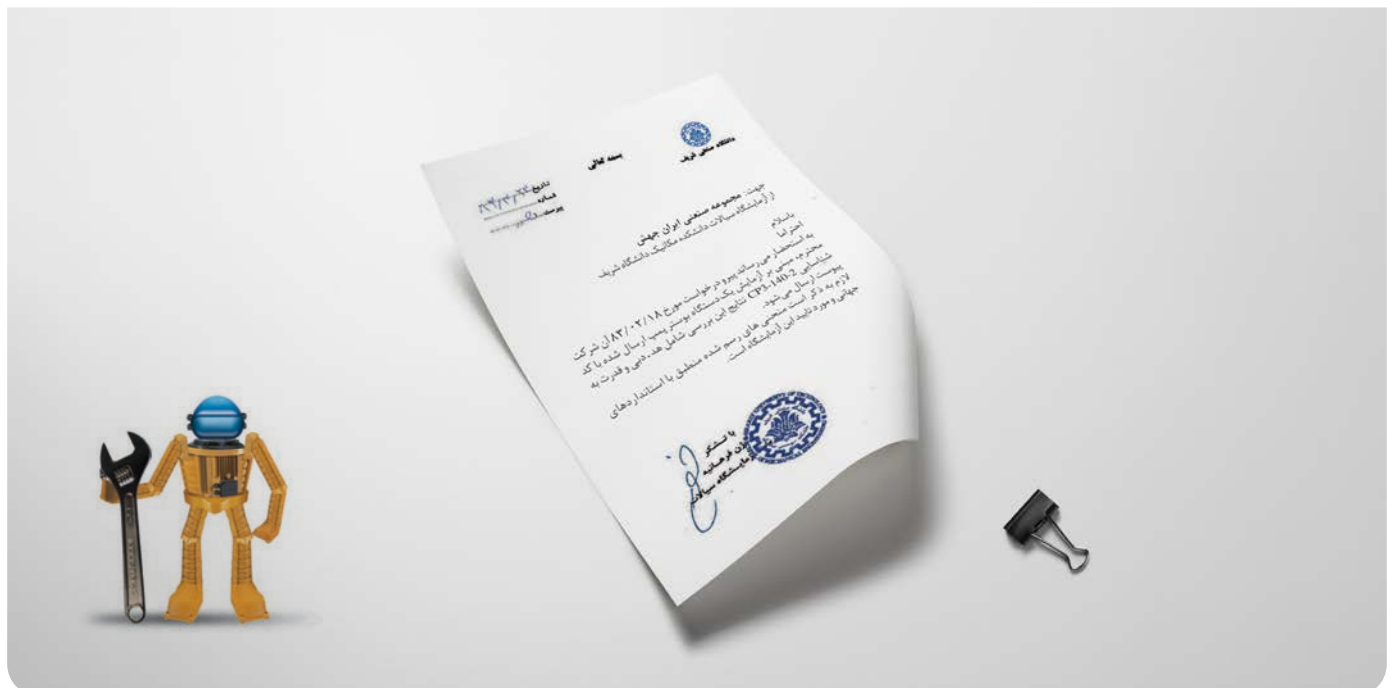 دانشگاه صنعتی شریف
بسمه تعالی
تاریخ
شماره
پیوست
جهت: مجموعه صنعتی ایران جهش
از آزمایشگاه سیالات دانشکده مکانیک دانشگاه شریف
باسلام
احتراما
به استحضار می رساند پیرو درخواست مورخ ۸۳/۰۲/۱۸ آن شرکت
محترم، مبنی بر آزمایش یک دستگاه بوستر پمپ ارسال شده با کد
شناسایی CP3-140-2 نتایج این بررسی شامل هد، دبی و قدرت به
پیوست ارسال می شود.
لازم به ذکر است منحنی های رسم شده منطبق با استانداردهای
جهانی و مورد تایید این آزمایشگاه است.
با تشکر
آزمایشگاه سیالات